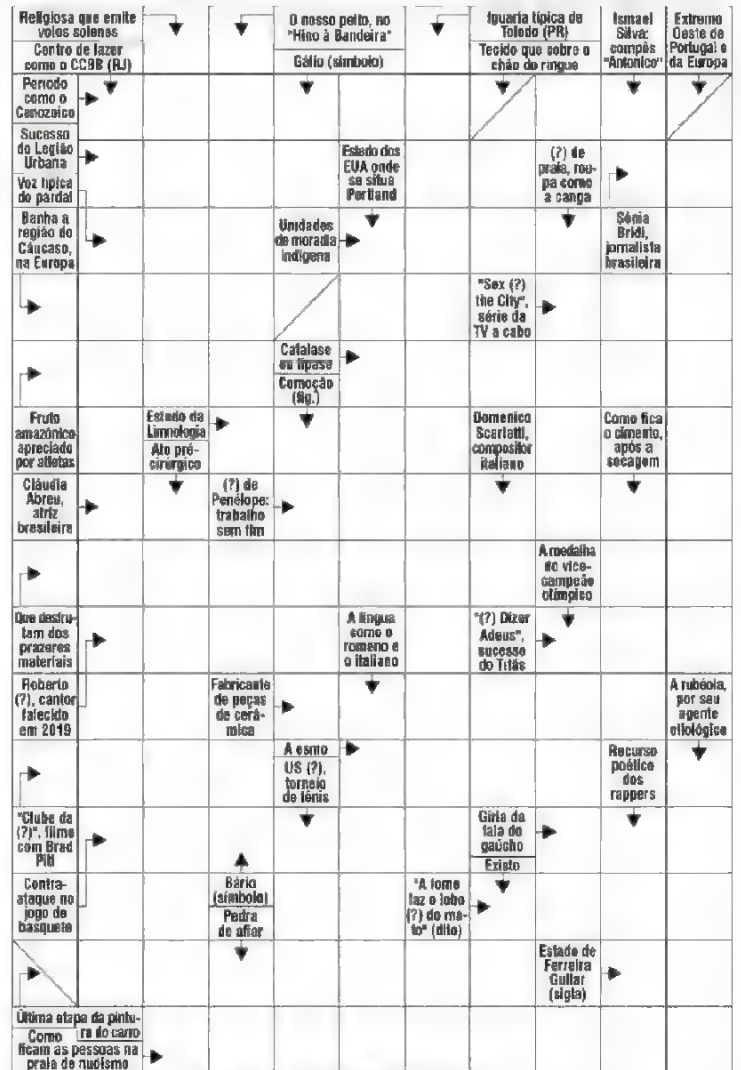 Religiosa que emite
votos solenes
Centro de lazer
como o CCBB (RJ)
O nosso peito, no
"Hino à Bandeira"
Gálio (símbolo)
Iguaria típica de
Toledo (PR)
Tecido que cobre o
chão do ringue
Ismael
Silva:
compôs
"Antonico"
Extremo
Oeste de
Portugal e
da Europa
Período
como o
Cenozoico
Sucesso
do Legião
Urbana
Voz típica
do pardal
Estado dos
EUA onde
se situa
Portland
(?) de
praia, rou-
pa como
a canga
Banha a
região do
Cáucaso,
na Europa
Unidades
de moradia
indígena
Sônia
Bridi,
jornalista
brasileira
"Sex (?)
the City",
série da
TV a cabo
Catalase
ou lipase
Comoção
(fig.)
Fruto
amazônico
apreciado
por atletas
Estudo da
Limnologia
Ato pré-
cirúrgico
Domenico
Scarlatti,
compositor
italiano
Como fica
o cimento,
após a
secagem
Cláudia
Abreu,
atriz
brasileira
(?) de
Penélope:
trabalho
sem fim
A medalha
do vice-
campeão
olímpico
Que desfru-
tam dos
prazeres
materiais
A língua
como o
romeno e
o italiano
"(?) Dizer
Adeus",
sucesso
do Titãs
Roberto
(?), cantor
falecido
em 2019
Fabricante
de peças
de cerâ-
mica
A rubéola,
por seu
agente
etiológico
A esmo
US (?),
torneio
de tênis
Recurso
poético
dos
rappers
"Clube da
(?)", filme
com Brad
Pitt
Gíria da
fala do
gaúcho
Existo
Contra-
ataque no
jogo de
basquete
Bário
(símbolo)
Pedra
de afiar
"A fome
faz o lobo
(?) do ma-
to" (dito)
Estado de
Ferreira
Gullar
(sigla)
Última etapa da pintu-
ra do carro
Como
ficam as pessoas na
praia de nudismo